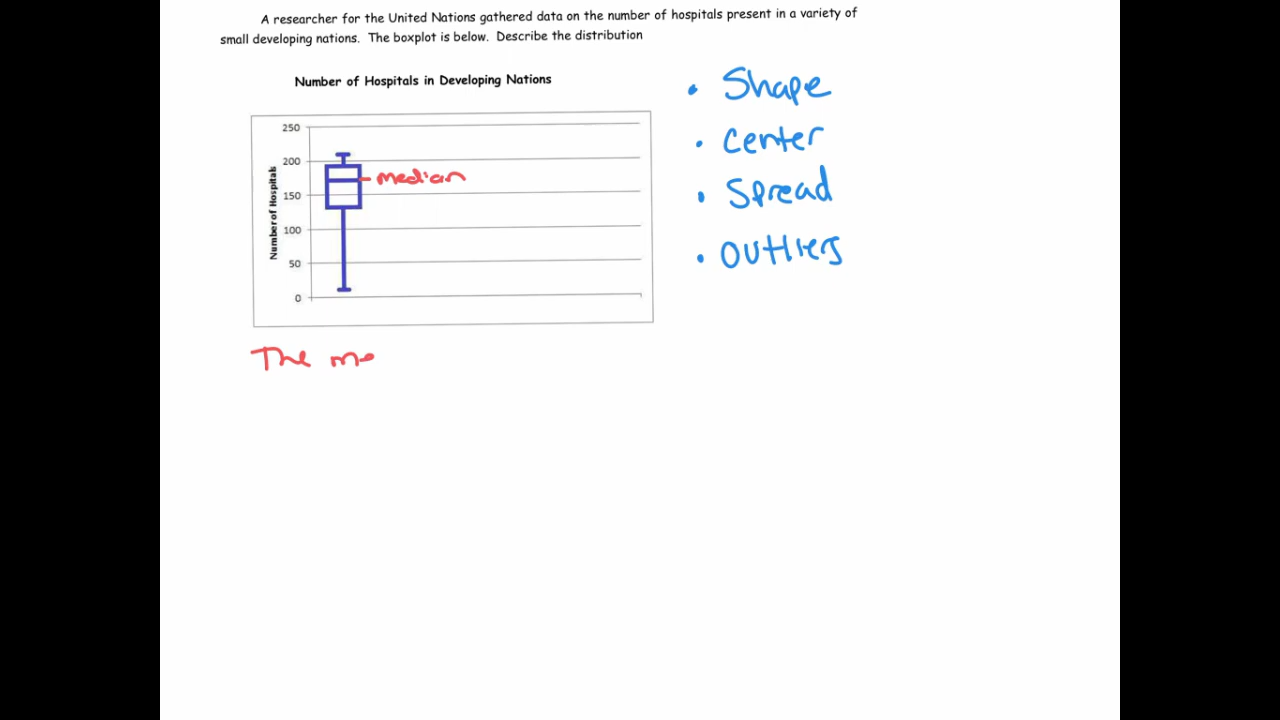 A researcher for the United Nations gathered data on the number of hospitals present in a variety of
small developing nations. The boxplot is below. Describe the distribution
Number of Hospitals in Developing Nations
• Shape
• Center
• Spread
• Outliers
Number of Hospitals
250
200
150
100
50
0
median
The me